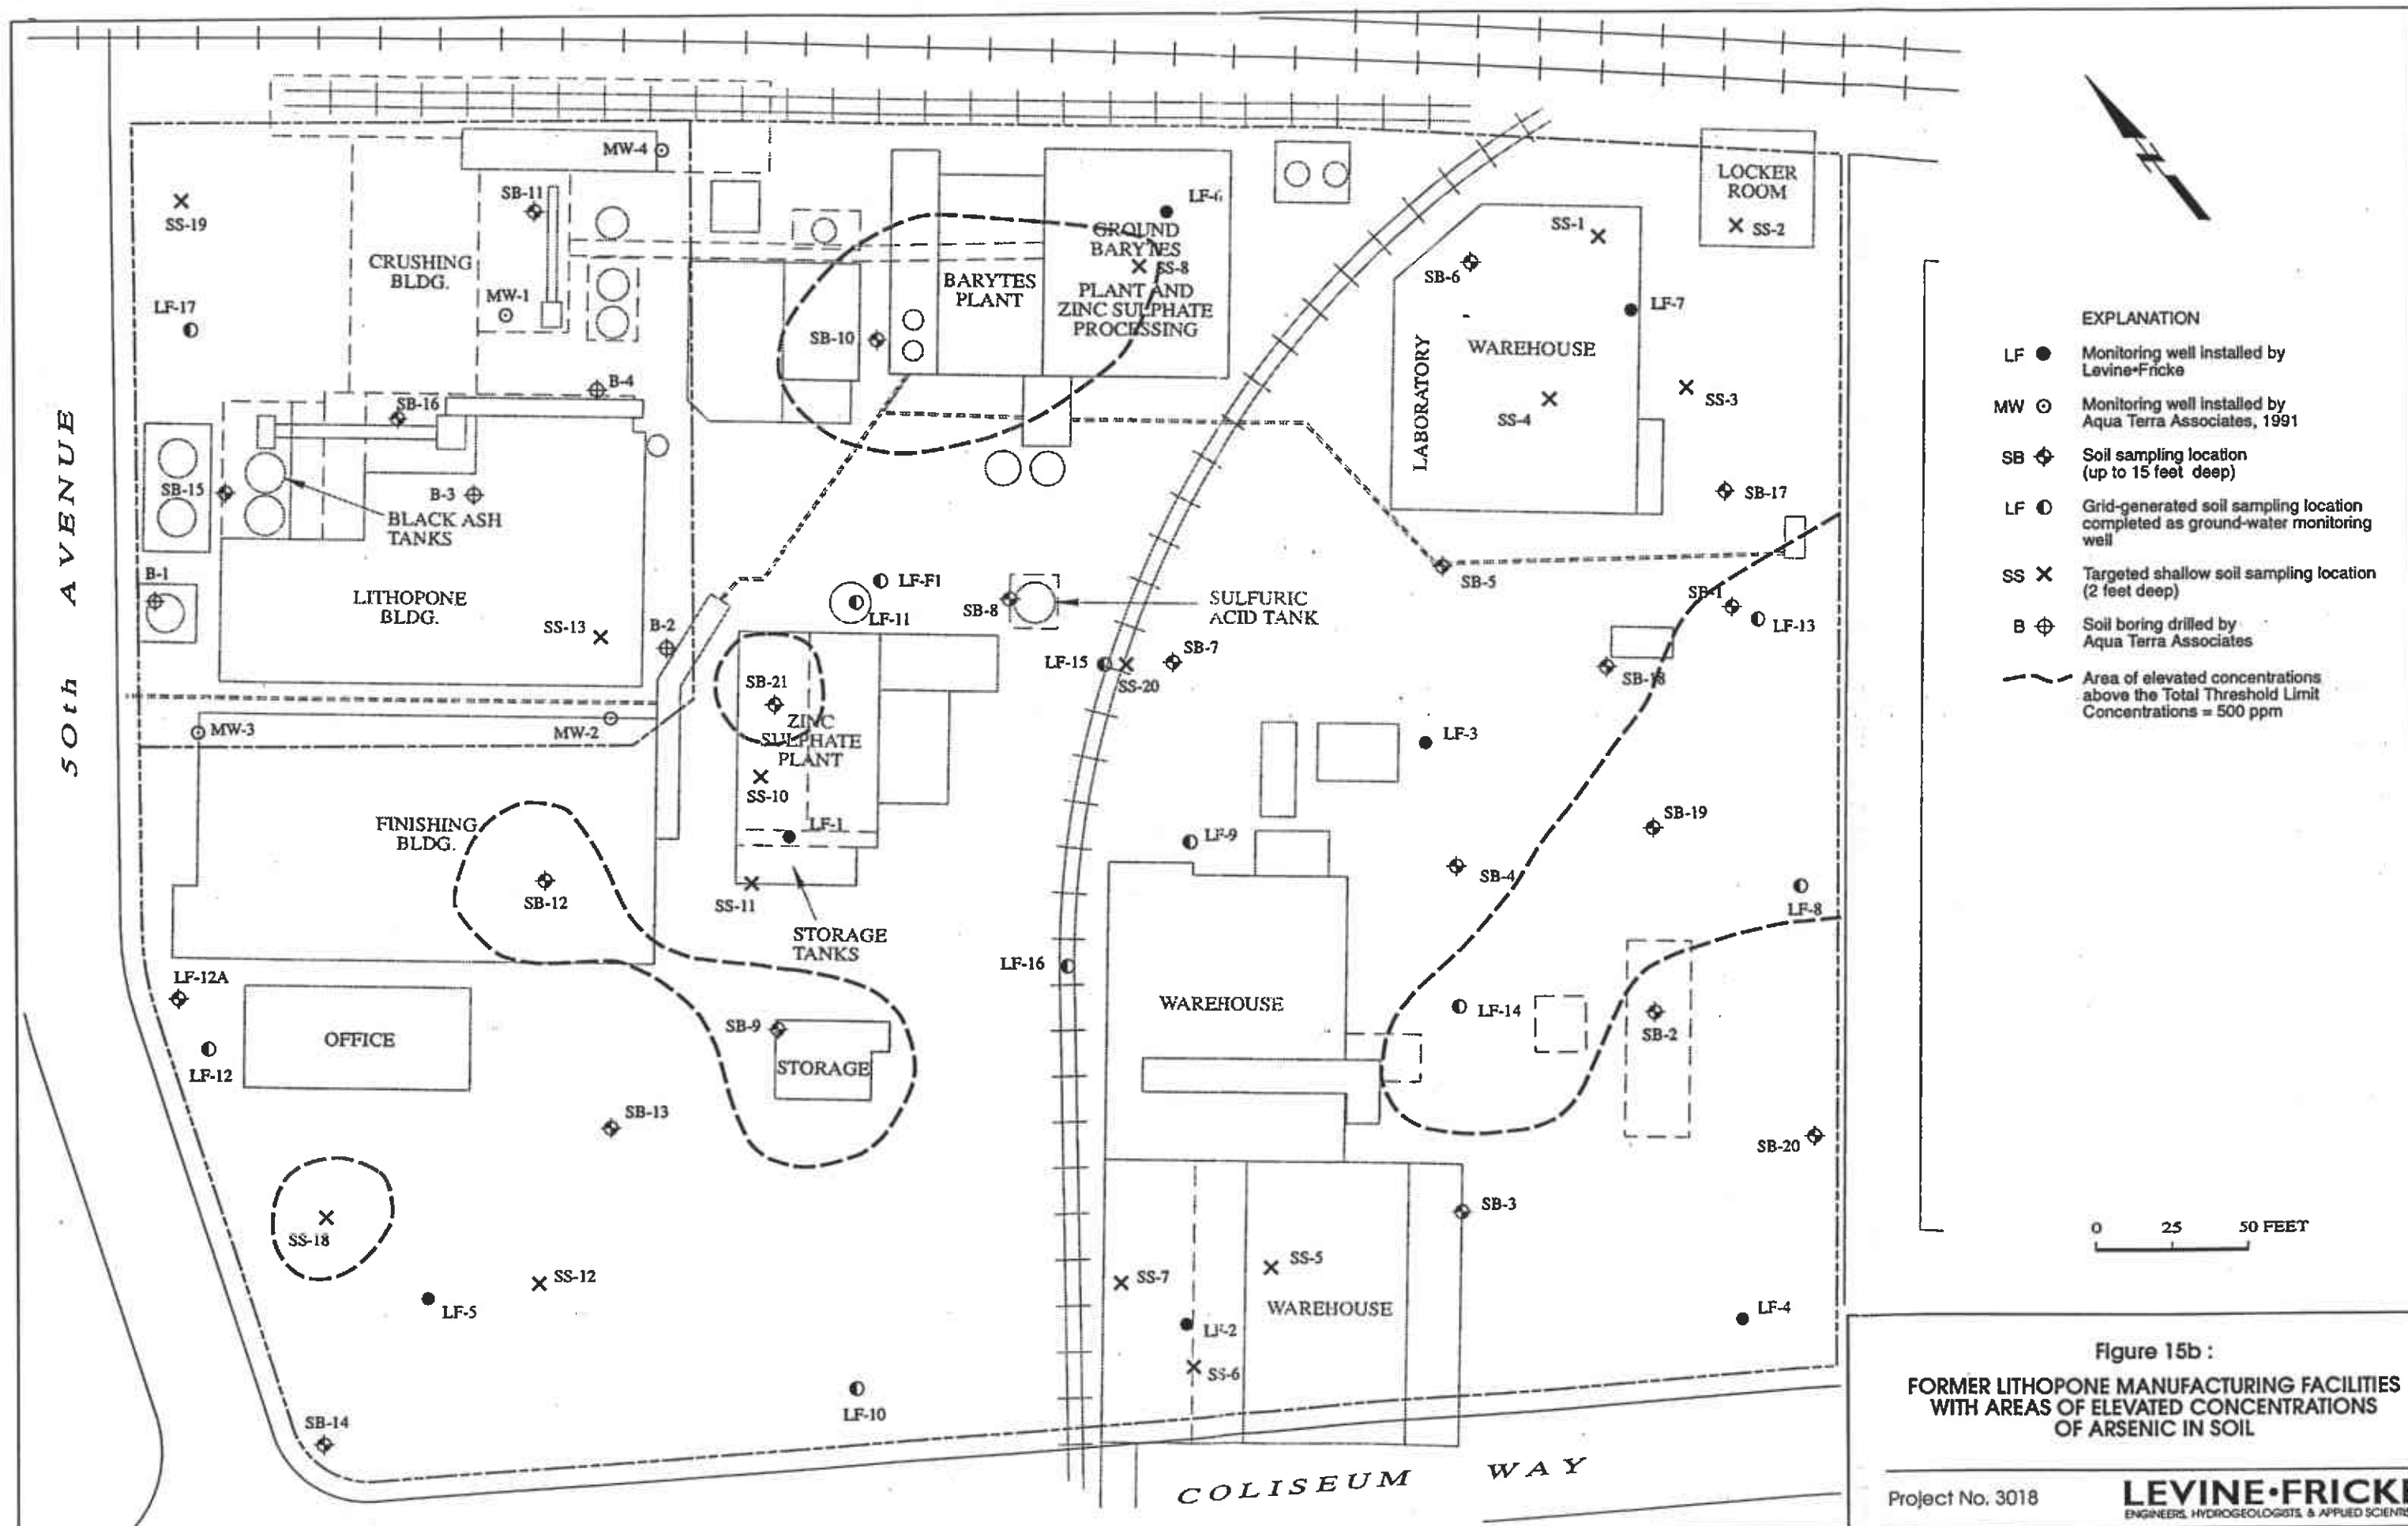 MW-4
SS-19
SB-11
CRUSHING
BLDG.
MW-1
LF-17
B-4
SB-16
SB-15
B-3
BLACK ASH
TANKS
B-1
LITHOPONE
BLDG.
SS-13
B-2
MW-3
MW-2
50th AVENUE
LF-6
GROUND
BARYTES
SS-8
PLANT AND
ZINC SULPHATE
PROCESSING
BARYTES
PLANT
SB-10
LF-F1
LF-11
SB-8
SULFURIC
ACID TANK
SB-7
LF-15
SS-20
SB-21
ZINC
SULPHATE
PLANT
SS-10
LF-1
SS-11
STORAGE
TANKS
FINISHING
BLDG.
SB-12
LF-12A
LF-12
OFFICE
SB-9
STORAGE
SB-13
SS-18
SS-12
LF-5
SB-14
LF-10
LOCKER
ROOM
SS-2
SS-1
SB-6
LF-7
WAREHOUSE
LABORATORY
SS-4
SS-3
SB-17
SB-5
SB-1
LF-13
SB-18
LF-3
SB-19
LF-9
SB-4
LF-8
LF-16
WAREHOUSE
LF-14
SB-2
SB-20
SB-3
SS-7
SS-5
WAREHOUSE
LF-2
SS-6
LF-4
COLISEUM WAY
EXPLANATION
LF Monitoring well installed by
Levine•Fricke
MW Monitoring well installed by
Aqua Terra Associates, 1991
SB Soil sampling location
(up to 15 feet deep)
LF Grid-generated soil sampling location
completed as ground-water monitoring
well
SS Targeted shallow soil sampling location
(2 feet deep)
B Soil boring drilled by
Aqua Terra Associates
Area of elevated concentrations
above the Total Threshold Limit
Concentrations = 500 ppm
0 25 50 FEET
Figure 15b :
FORMER LITHOPONE MANUFACTURING FACILITIES
WITH AREAS OF ELEVATED CONCENTRATIONS
OF ARSENIC IN SOIL
Project No. 3018
LEVINE•FRICKE
ENGINEERS, HYDROGEOLOGISTS, & APPLIED